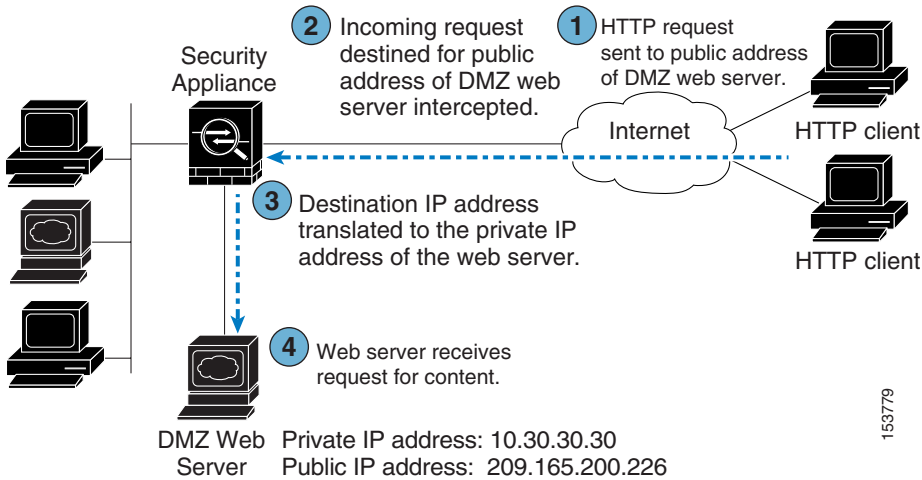 1 HTTP request
sent to public address
of DMZ web server.
2 Incoming request
destined for public
address of DMZ web
server intercepted.
Security
Appliance
Internet
HTTP client
HTTP client
3 Destination IP address
translated to the private IP
address of the web server.
4 Web server receives
request for content.
DMZ Web
Server
Private IP address: 10.30.30.30
Public IP address: 209.165.200.226
153779